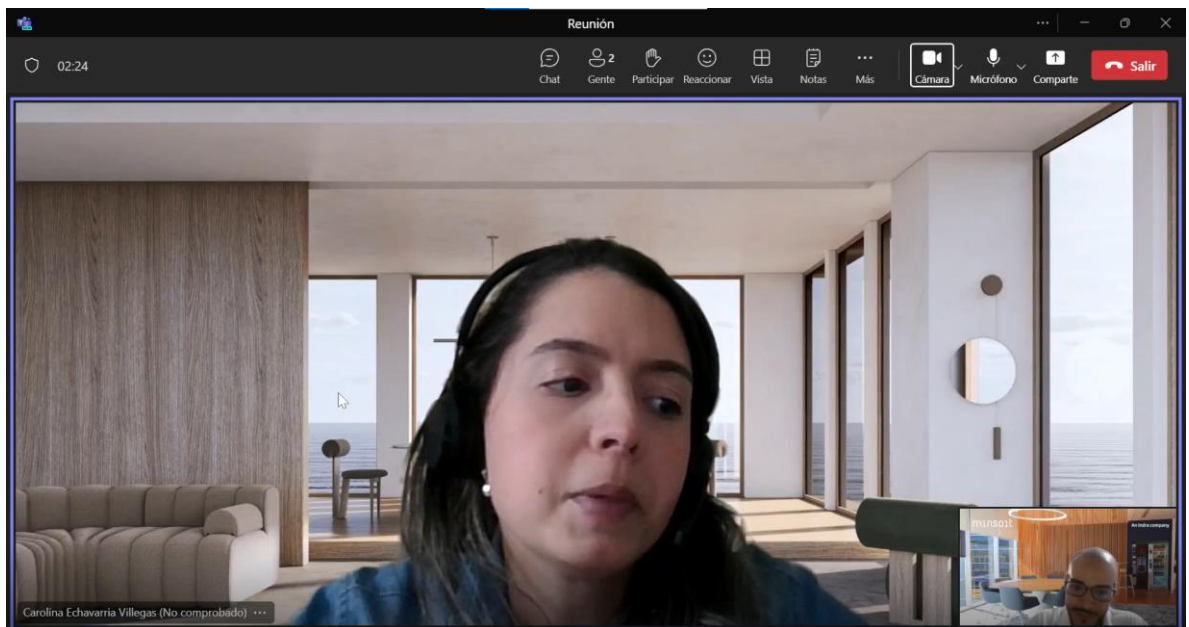 Reunión
02:24
Chat
2
Gente
Participar
Reaccionar
Vista
Notas
Más
Cámara
Micrófono
Comparte
Salir
Carolina Echavarria Villegas (No comprobado)
minsait
An Indra company